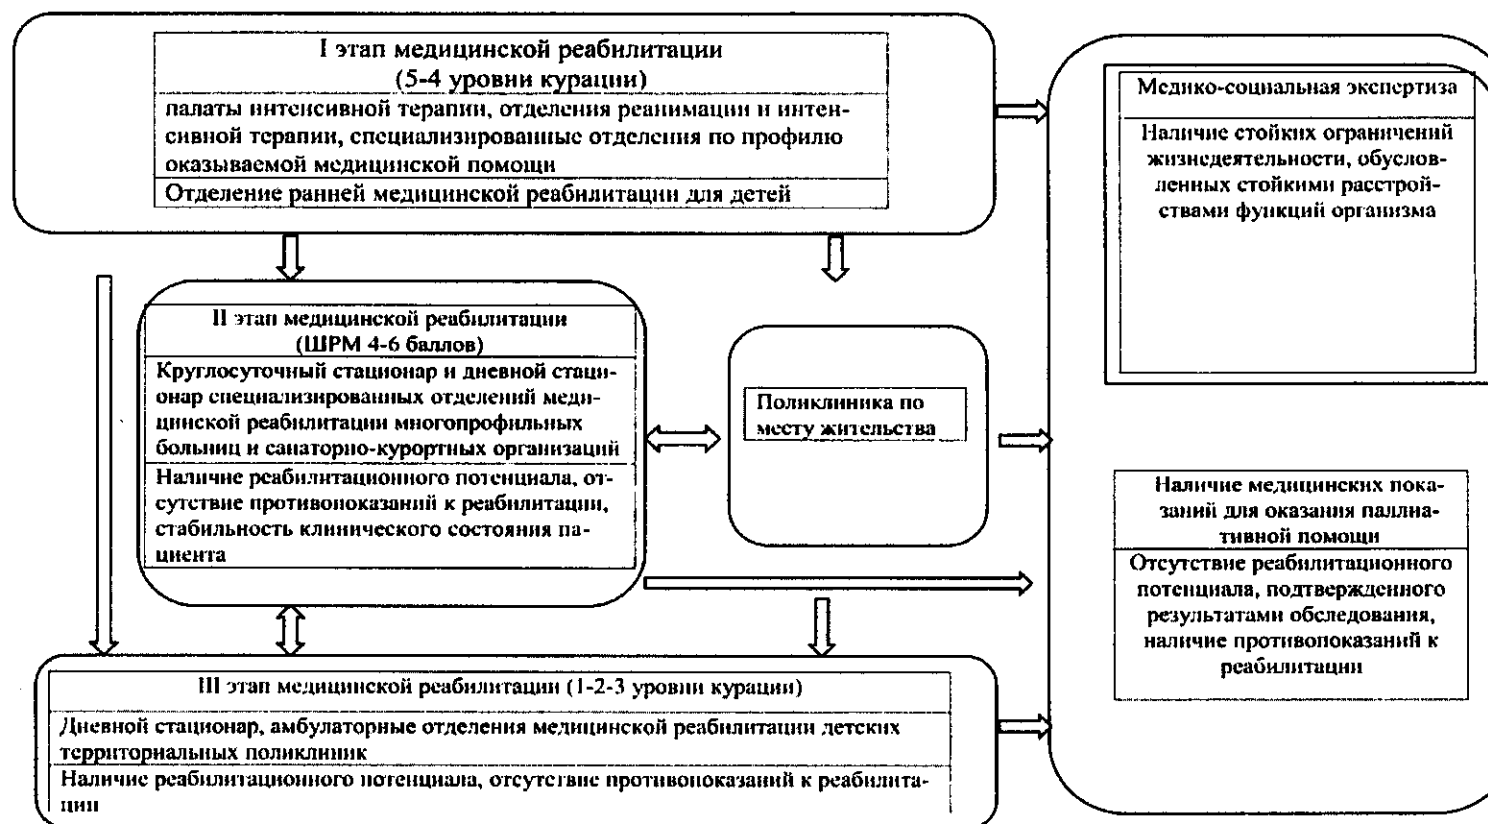 I этап медицинской реабилитации
(5-4 уровни курации)
палаты интенсивной терапии, отделения реанимации и интен-
сивной терапии, специализированные отделения по профилю
оказываемой медицинской помощи
Отделение ранней медицинской реабилитации для детей
II этап медицинской реабилитации
(ШРМ 4-6 баллов)
Круглосуточный стационар и дневной стаци-
онар специализированных отделений меди-
цинской реабилитации многопрофильных
больниц и санаторно-курортных организаций
Наличие реабилитационного потенциала, от-
сутствие противопоказаний к реабилитации,
стабильность клинического состояния па-
циента
Поликлиника по
месту жительства
III этап медицинской реабилитации (1-2-3 уровни курации)
Дневной стационар, амбулаторные отделения медицинской реабилитации детских
территориальных поликлиник
Наличие реабилитационного потенциала, отсутствие противопоказаний к реабилита-
ции
Медико-социальная экспертиза
Наличие стойких ограничений
жизнедеятельности, обуслов-
ленных стойкими расстрой-
ствами функций организма
Наличие медицинских пока-
заний для оказания паллиа-
тивной помощи
Отсутствие реабилитационного
потенциала, подтвержденного
результатами обследования,
наличие противопоказаний к
реабилитации